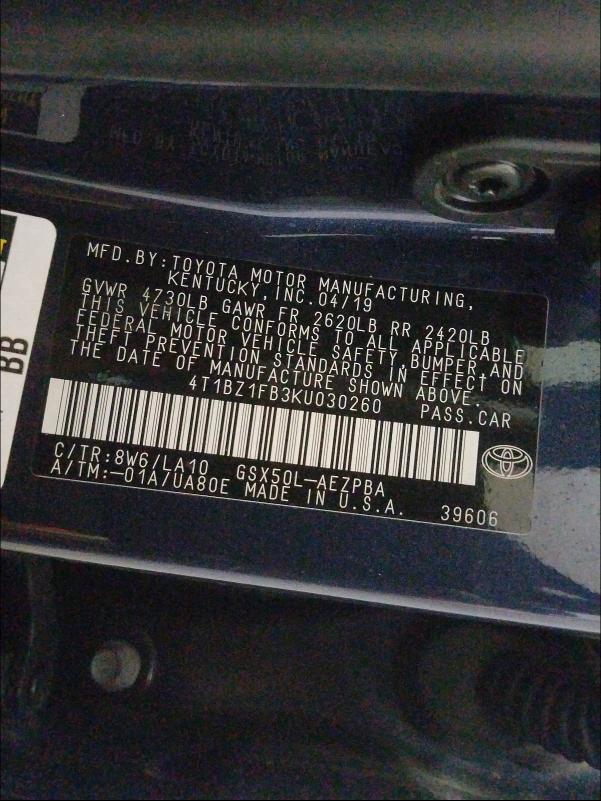 MFD.BY:TOYOTA MOTOR MANUFACTURING,
KENTUCKY,INC.04/19
GVWR 4730LB GAWR FR 2620LB RR 2420LB
THIS VEHICLE CONFORMS TO ALL APPLICABLE
FEDERAL MOTOR VEHICLE SAFETY,BUMPER,AND
THEFT PREVENTION STANDARDS IN EFFECT ON
THE DATE OF MANUFACTURE SHOWN ABOVE.
4T1BZ1FB3KU030260 PASS.CAR
C/TR:8W6/LA10 GSX50L-AEZPBA
A/TM:-01A/UA80E MADE IN U.S.A. 39606
BB